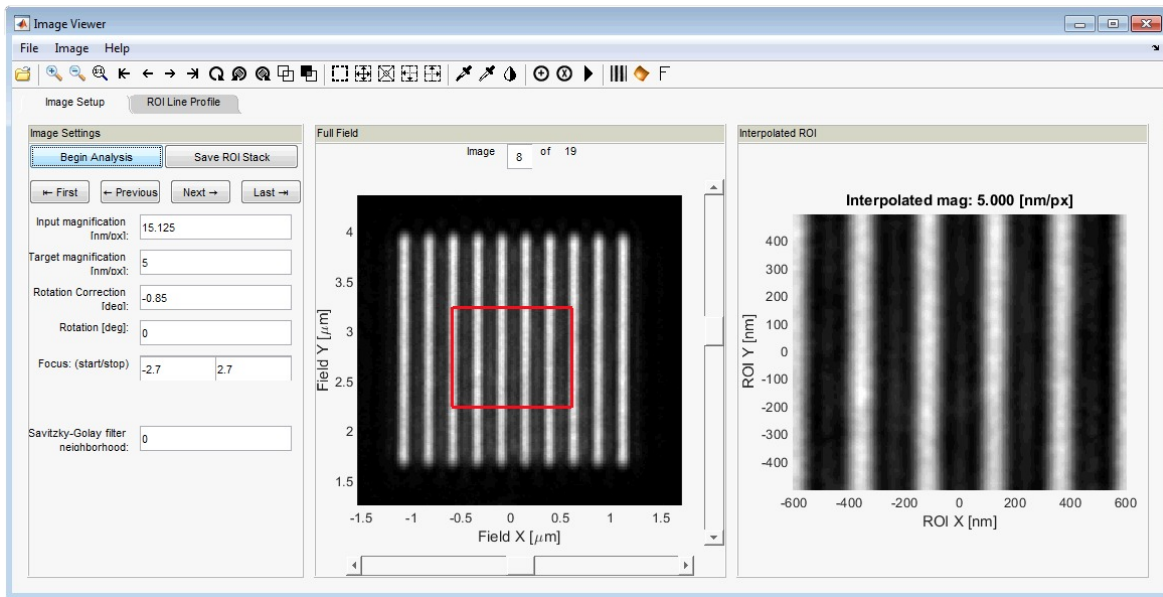 Image Viewer
File Image Help
F
Image Setup ROI Line Profile
Image Settings
Begin Analysis Save ROI Stack
⇤ First ← Previous Next → Last ⇥
Input magnification
[nm/px]:
15.125
Target magnification
[nm/px]:
5
Rotation Correction
[deg]:
-0.85
Rotation [deg]:
0
Focus: (start/stop)
-2.7 2.7
Savitzky-Golay filter
neighborhood:
0
Full Field
Image 8 of 19
4
3.5
3
2.5
2
1.5
Field Y [μm]
-1.5 -1 -0.5 0 0.5 1 1.5
Field X [μm]
Interpolated ROI
Interpolated mag: 5.000 [nm/px]
400
300
200
100
0
-100
-200
-300
-400
ROI Y [nm]
-600 -400 -200 0 200 400 600
ROI X [nm]